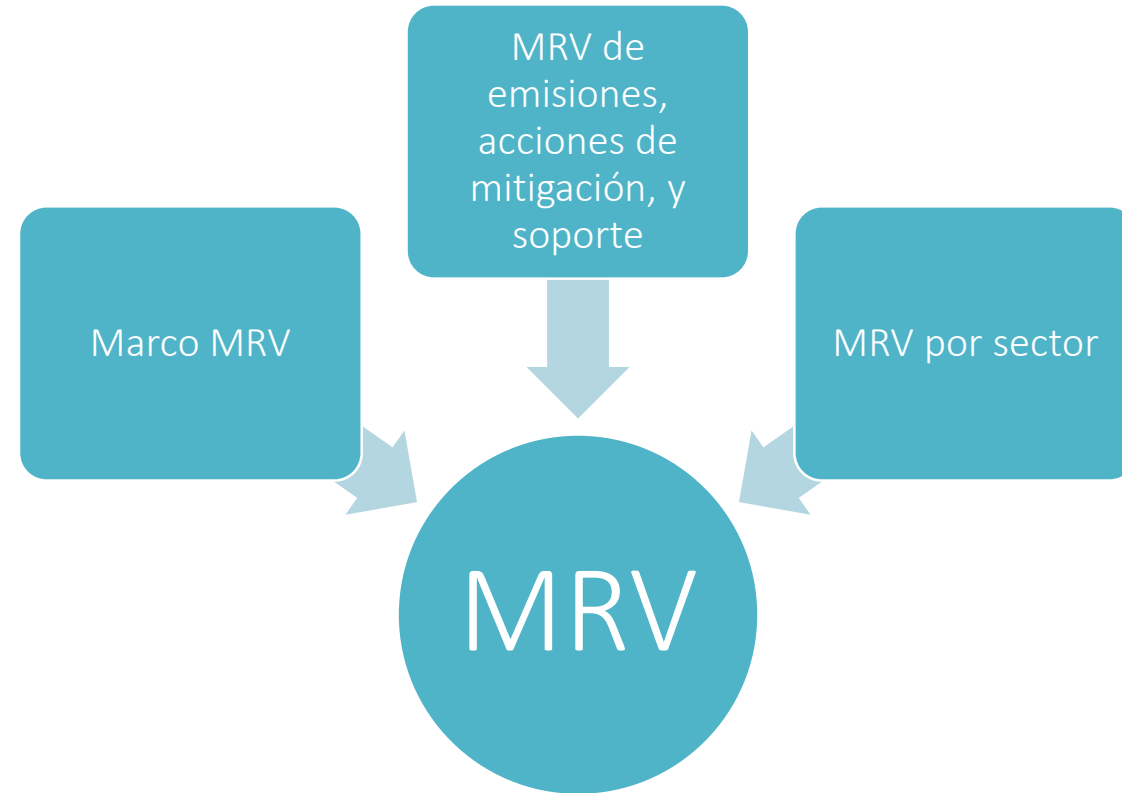 MRV de
emisiones,
acciones de
mitigación, y
soporte
Marco MRV
MRV por sector
MRV